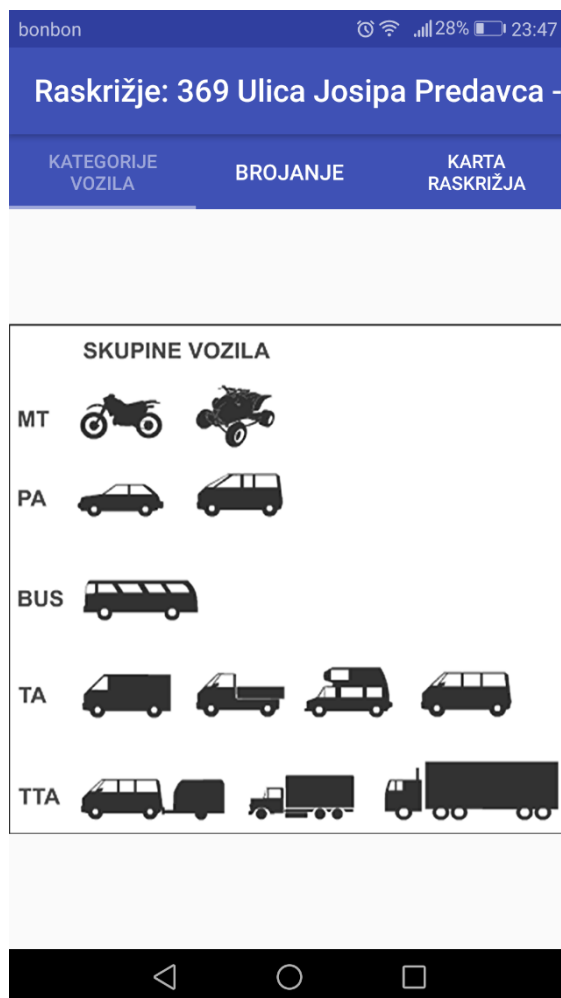 bonbon 28% 23:47
Raskrižje: 369 Ulica Josipa Predavca -
KATEGORIJE
VOZILA
BROJANJE
KARTA
RASKRIŽJA
SKUPINE VOZILA
MT
PA
BUS
TA
TTA